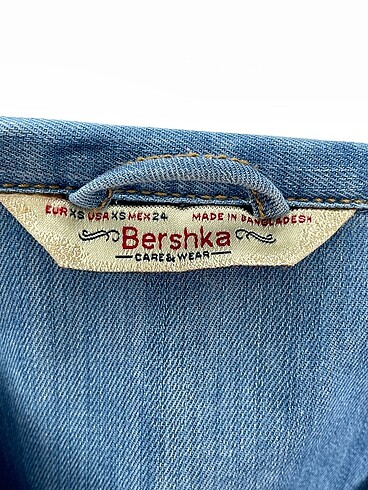 EUR XS USA XS MEX 24 MADE IN BANGLADESH
Bershka
CARE & WEAR